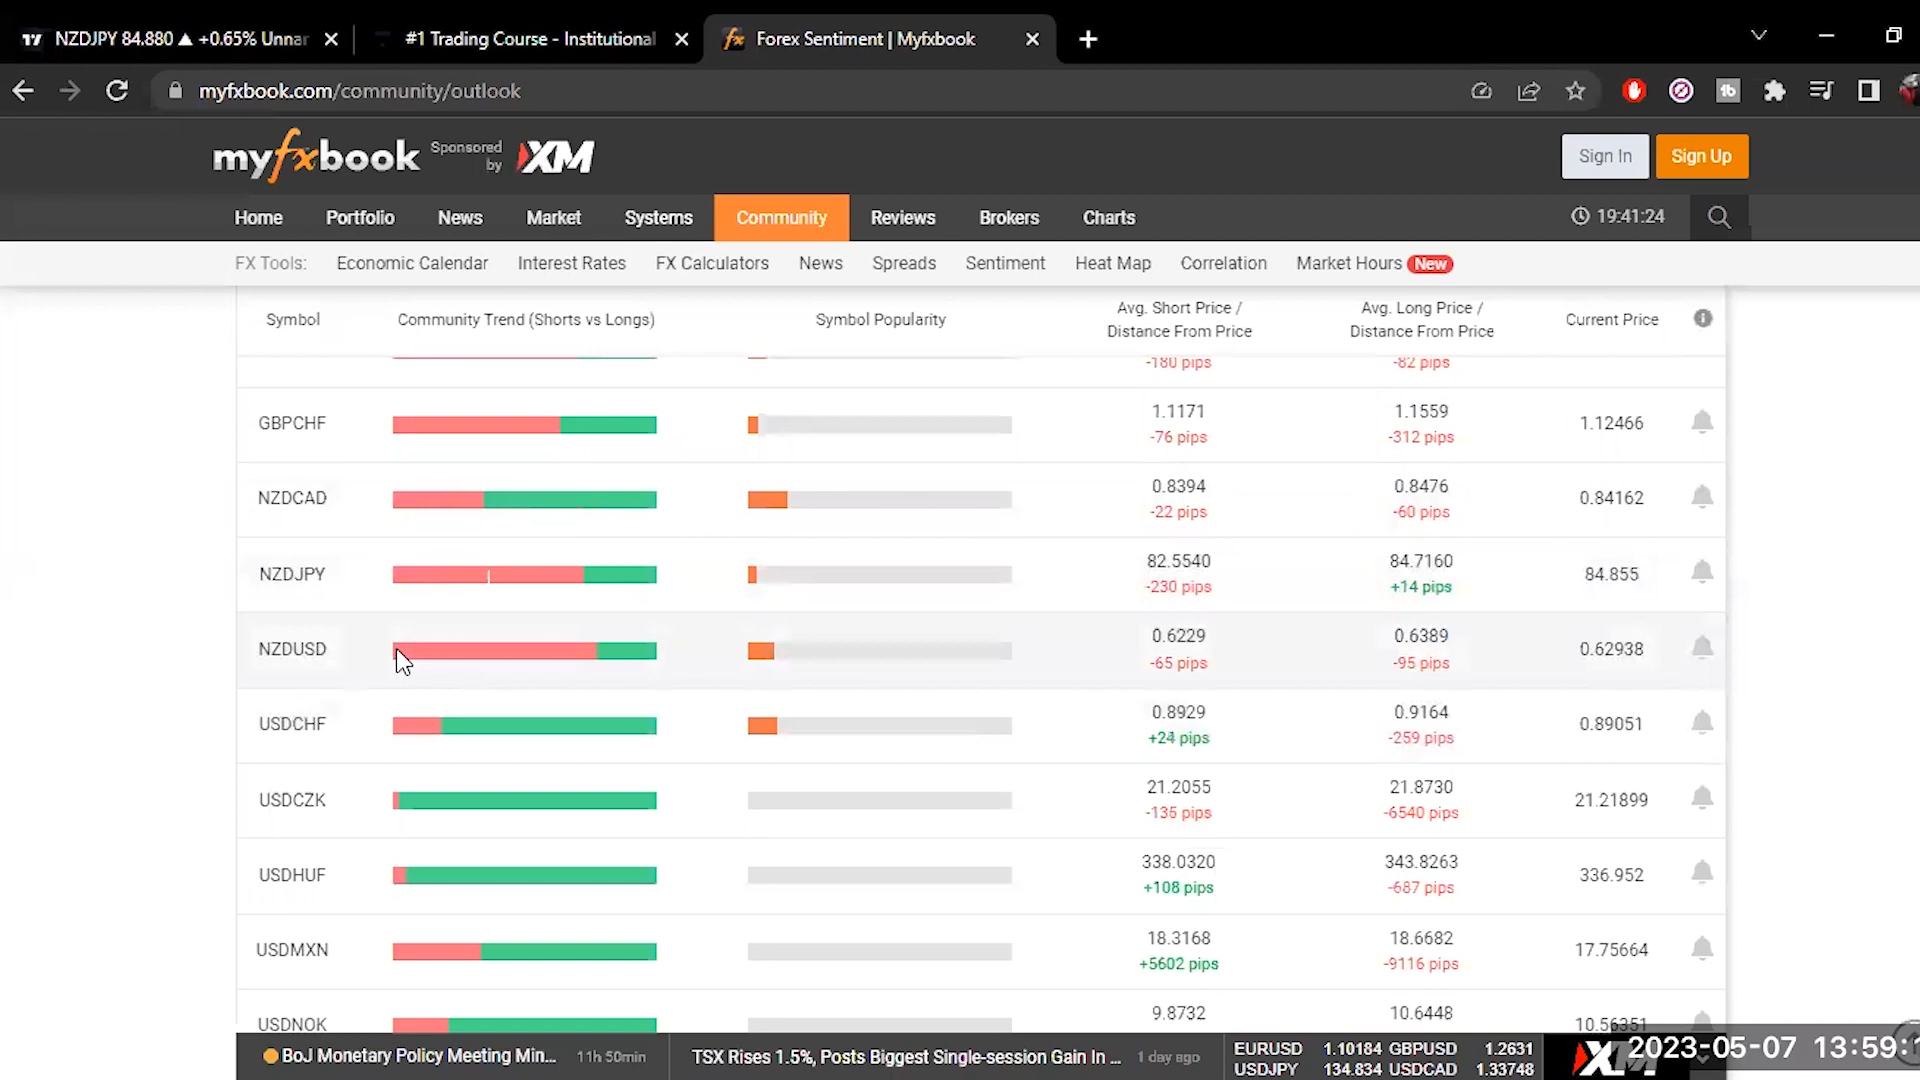 NZDJPY 84.880 ▲ +0.65% Unnar
#1 Trading Course - Institutional
Forex Sentiment | Myfxbook
myfxbook.com/community/outlook
myfxbook Sponsored by XM
Sign In
Sign Up
Home Portfolio News Market Systems Community Reviews Brokers Charts 19:41:24
FX Tools: Economic Calendar Interest Rates FX Calculators News Spreads Sentiment Heat Map Correlation Market Hours New
Symbol Community Trend (Shorts vs Longs) Symbol Popularity Avg. Short Price / Distance From Price Avg. Long Price / Distance From Price Current Price
-180 pips -82 pips
GBPCHF 1.1171 1.1559 1.12466
-76 pips -312 pips
NZDCAD 0.8394 0.8476 0.84162
-22 pips -60 pips
NZDJPY 82.5540 84.7160 84.855
-230 pips +14 pips
NZDUSD 0.6229 0.6389 0.62938
-65 pips -95 pips
USDCHF 0.8929 0.9164 0.89051
+24 pips -259 pips
USDCZK 21.2055 21.8730 21.21899
-135 pips -6540 pips
USDHUF 338.0320 343.8263 336.952
+108 pips -687 pips
USDMXN 18.3168 18.6682 17.75664
+5602 pips -9116 pips
USDNOK 9.8732 10.6448 10.56351
BoJ Monetary Policy Meeting Min... 11h 50min
TSX Rises 1.5%, Posts Biggest Single-session Gain In ... 1 day ago
EURUSD 1.10184 GBPUSD 1.2631
USDJPY 134.834 USDCAD 1.33748
2023-05-07 13:59:1